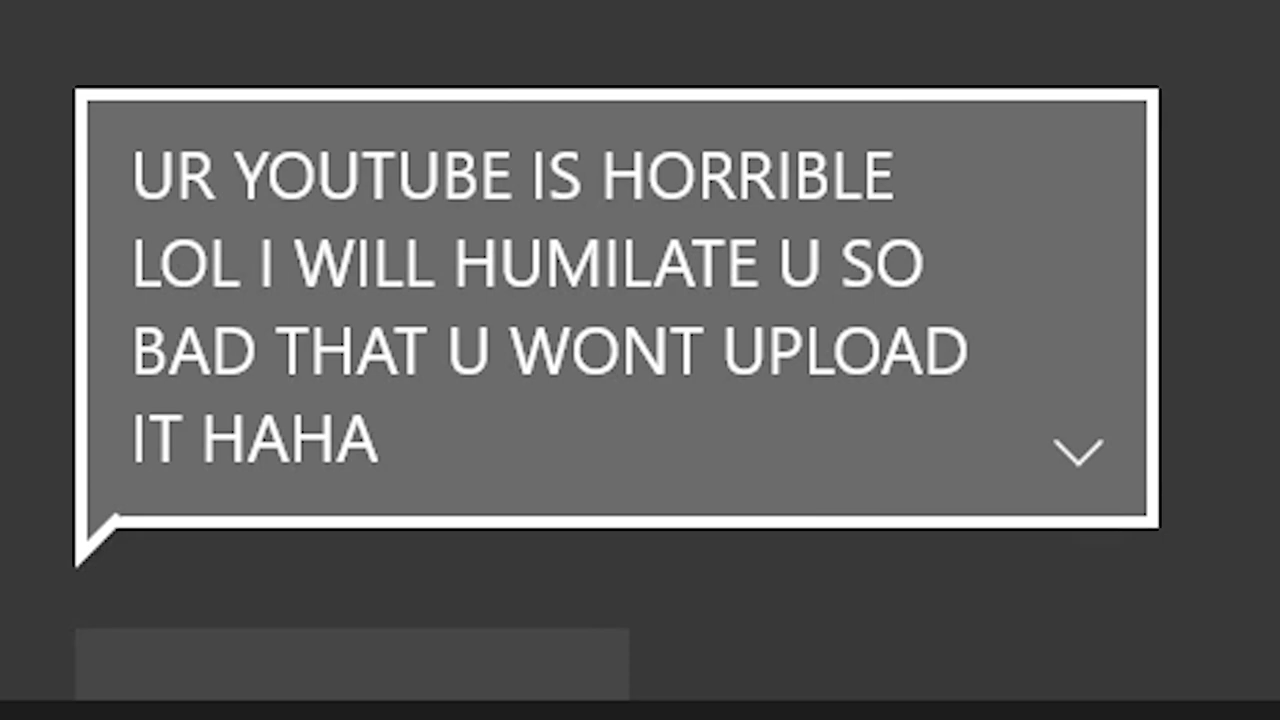 UR YOUTUBE IS HORRIBLE
LOL I WILL HUMILATE U SO
BAD THAT U WONT UPLOAD
IT HAHA